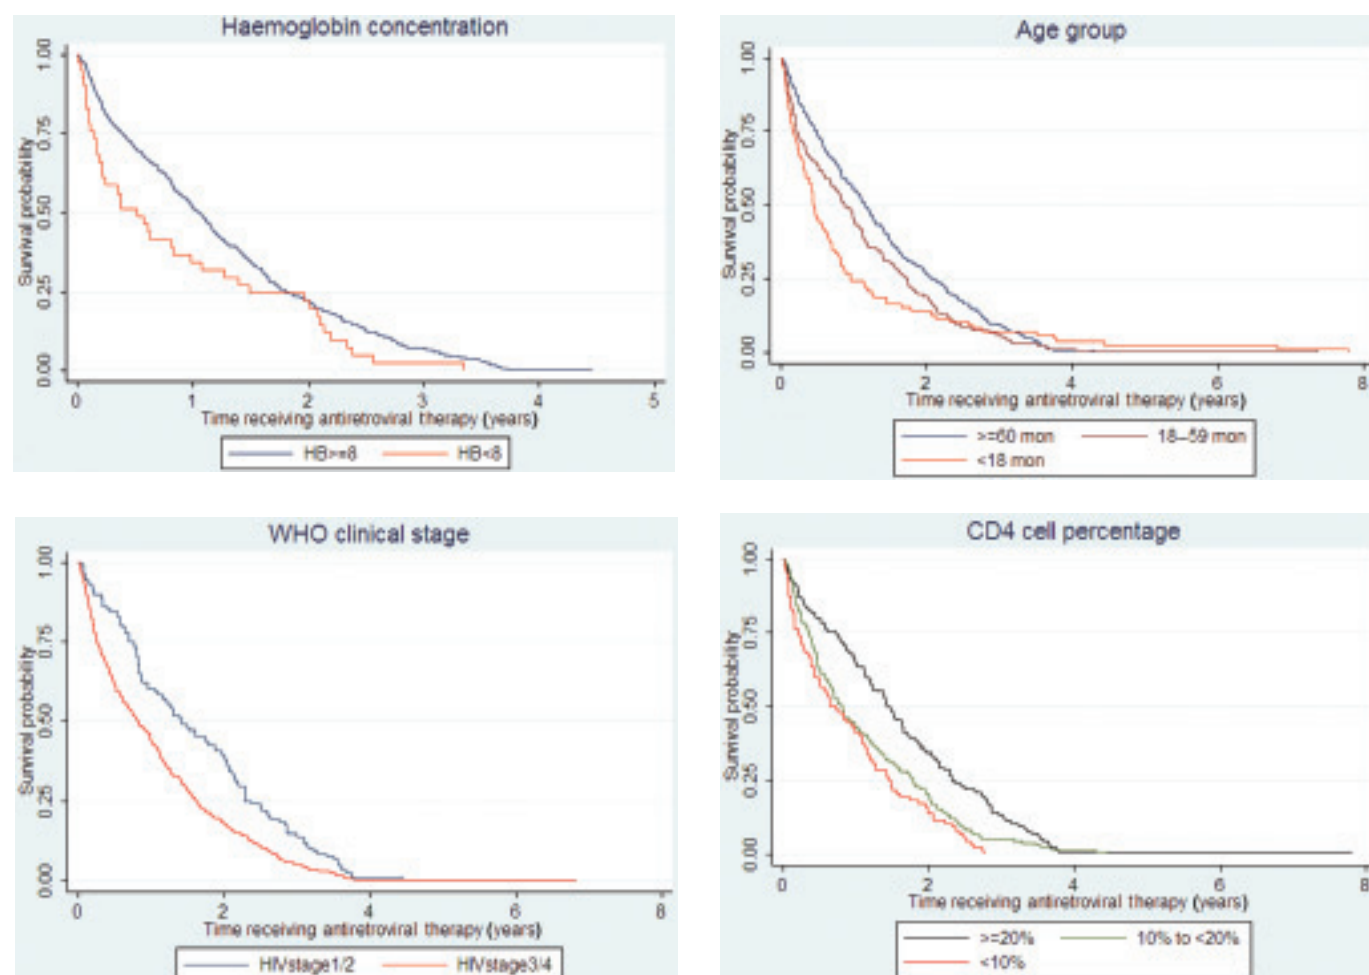 Haemoglobin concentration
Survival probability
1.00
0.75
0.50
0.25
0.00
0 1 2 3 4 5
Time receiving antiretroviral therapy (years)
HB>=8 HB<8
Age group
Survival probability
1.00
0.75
0.50
0.25
0.00
0 2 4 6 8
Time receiving antiretroviral therapy (years)
>=60 mon 18–59 mon
<18 mon
WHO clinical stage
Survival probability
1.00
0.75
0.50
0.25
0.00
0 2 4 6 8
Time receiving antiretroviral therapy (years)
HIVstage1/2 HIVstage3/4
CD4 cell percentage
Survival probability
1.00
0.75
0.50
0.25
0.00
0 2 4 6 8
Time receiving antiretroviral therapy (years)
>=20% 10% to <20%
<10%